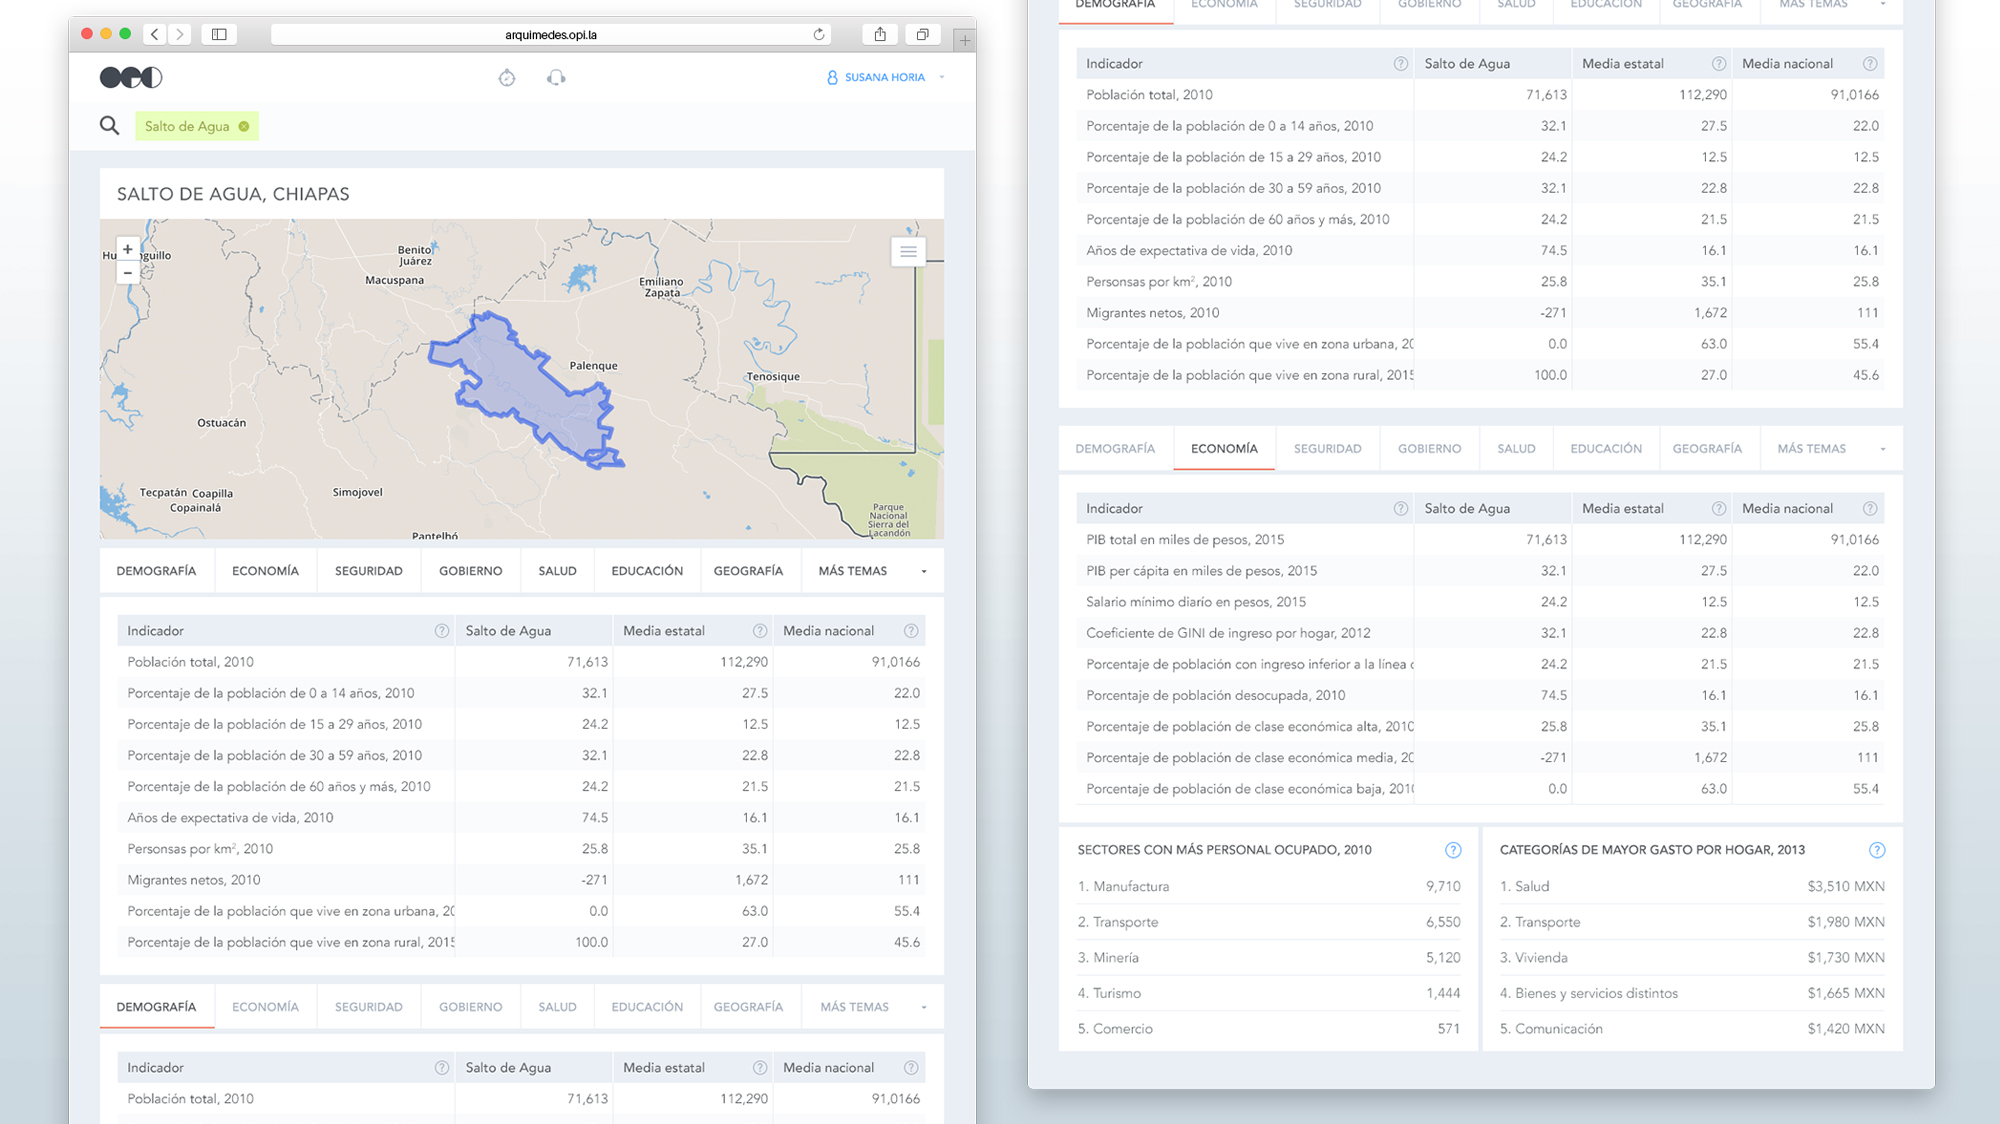 arquimedes.opi.la
SUSANA HORIA
Salto de Agua
SALTO DE AGUA, CHIAPAS
+
−
Benito
Juárez
Macuspana
Emiliano
Zapata
Palenque
Tenosique
Ostuacán
Tecpatán
Coapilla
Copainalá
Simojovel
Pantelhó
Parque
Nacional
Sierra del
Lacandón
DEMOGRAFÍA ECONOMÍA SEGURIDAD GOBIERNO SALUD EDUCACIÓN GEOGRAFÍA MÁS TEMAS
Indicador ? Salto de Agua Media estatal ? Media nacional ?
Población total, 2010 71,613 112,290 91,0166
Porcentaje de la población de 0 a 14 años, 2010 32.1 27.5 22.0
Porcentaje de la población de 15 a 29 años, 2010 24.2 12.5 12.5
Porcentaje de la población de 30 a 59 años, 2010 32.1 22.8 22.8
Porcentaje de la población de 60 años y más, 2010 24.2 21.5 21.5
Años de expectativa de vida, 2010 74.5 16.1 16.1
Personsas por km², 2010 25.8 35.1 25.8
Migrantes netos, 2010 -271 1,672 111
Porcentaje de la población que vive en zona urbana, 20 0.0 63.0 55.4
Porcentaje de la población que vive en zona rural, 2015 100.0 27.0 45.6
DEMOGRAFÍA ECONOMÍA SEGURIDAD GOBIERNO SALUD EDUCACIÓN GEOGRAFÍA MÁS TEMAS
Indicador ? Salto de Agua Media estatal ? Media nacional ?
Población total, 2010 71,613 112,290 91,0166
DEMOGRAFÍA ECONOMÍA SEGURIDAD GOBIERNO SALUD EDUCACIÓN GEOGRAFÍA MÁS TEMAS
Indicador ? Salto de Agua Media estatal ? Media nacional ?
Población total, 2010 71,613 112,290 91,0166
Porcentaje de la población de 0 a 14 años, 2010 32.1 27.5 22.0
Porcentaje de la población de 15 a 29 años, 2010 24.2 12.5 12.5
Porcentaje de la población de 30 a 59 años, 2010 32.1 22.8 22.8
Porcentaje de la población de 60 años y más, 2010 24.2 21.5 21.5
Años de expectativa de vida, 2010 74.5 16.1 16.1
Personsas por km², 2010 25.8 35.1 25.8
Migrantes netos, 2010 -271 1,672 111
Porcentaje de la población que vive en zona urbana, 20 0.0 63.0 55.4
Porcentaje de la población que vive en zona rural, 2015 100.0 27.0 45.6
DEMOGRAFÍA ECONOMÍA SEGURIDAD GOBIERNO SALUD EDUCACIÓN GEOGRAFÍA MÁS TEMAS
Indicador ? Salto de Agua Media estatal ? Media nacional ?
PIB total en miles de pesos, 2015 71,613 112,290 91,0166
PIB per cápita en miles de pesos, 2015 32.1 27.5 22.0
Salario mínimo diario en pesos, 2015 24.2 12.5 12.5
Coeficiente de GINI de ingreso por hogar, 2012 32.1 22.8 22.8
Porcentaje de población con ingreso inferior a la línea 24.2 21.5 21.5
Porcentaje de población desocupada, 2010 74.5 16.1 16.1
Porcentaje de población de clase económica alta, 2010 25.8 35.1 25.8
Porcentaje de población de clase económica media, 20 -271 1,672 111
Porcentaje de población de clase económica baja, 2010 0.0 63.0 55.4
SECTORES CON MÁS PERSONAL OCUPADO, 2010 ?
1. Manufactura 9,710
2. Transporte 6,550
3. Minería 5,120
4. Turismo 1,444
5. Comercio 571
CATEGORÍAS DE MAYOR GASTO POR HOGAR, 2013 ?
1. Salud $3,510 MXN
2. Transporte $1,980 MXN
3. Vivienda $1,730 MXN
4. Bienes y servicios distintos $1,665 MXN
5. Comunicación $1,420 MXN